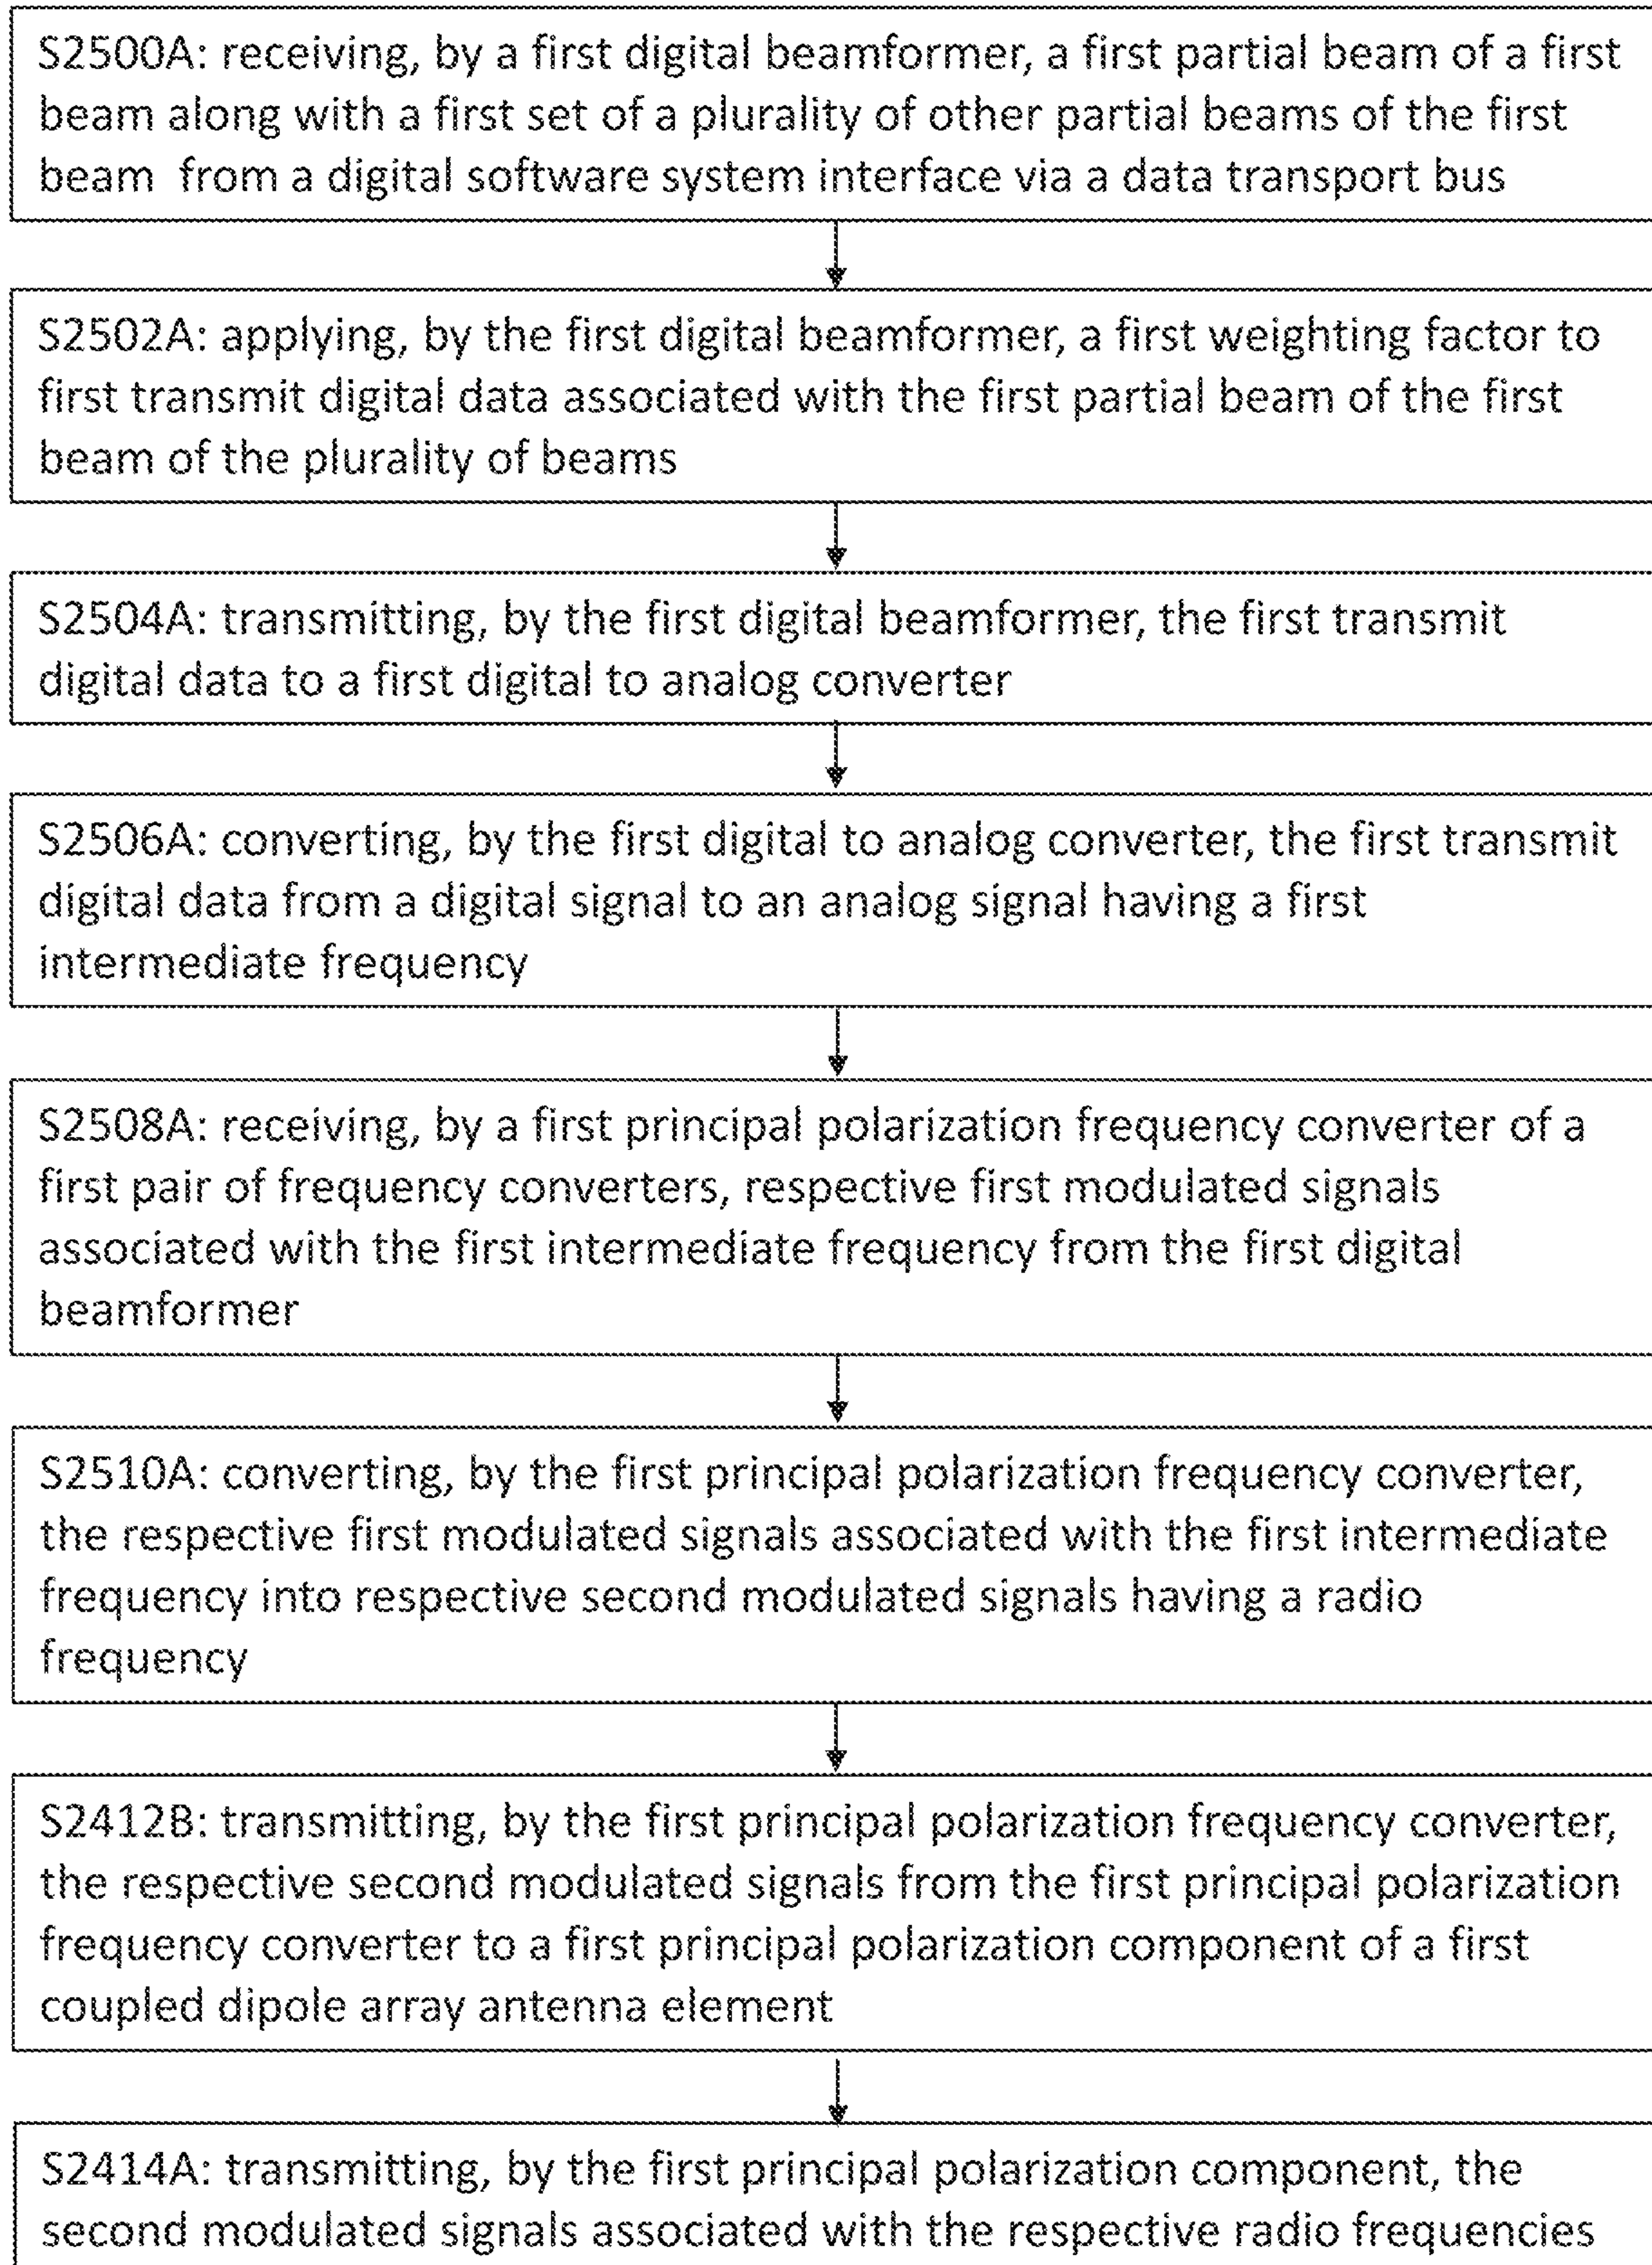 S2500A: receiving, by a first digital beamformer, a first partial beam of a first
beam along with a first set of a plurality of other partial beams of the first
beam  from a digital software system interface via a data transport bus
S2502A: applying, by the first digital beamformer, a first weighting factor to
first transmit digital data associated with the first partial beam of the first
beam of the plurality of beams
S2504A: transmitting, by the first digital beamformer, the first transmit
digital data to a first digital to analog converter
S2506A: converting, by the first digital to analog converter, the first transmit
digital data from a digital signal to an analog signal having a first
intermediate frequency
S2508A: receiving, by a first principal polarization frequency converter of a
first pair of frequency converters, respective first modulated signals
associated with the first intermediate frequency from the first digital
beamformer
S2510A: converting, by the first principal polarization frequency converter,
the respective first modulated signals associated with the first intermediate
frequency into respective second modulated signals having a radio
frequency
S2412B: transmitting, by the first principal polarization frequency converter,
the respective second modulated signals from the first principal polarization
frequency converter to a first principal polarization component of a first
coupled dipole array antenna element
S2414A: transmitting, by the first principal polarization component, the
second modulated signals associated with the respective radio frequencies